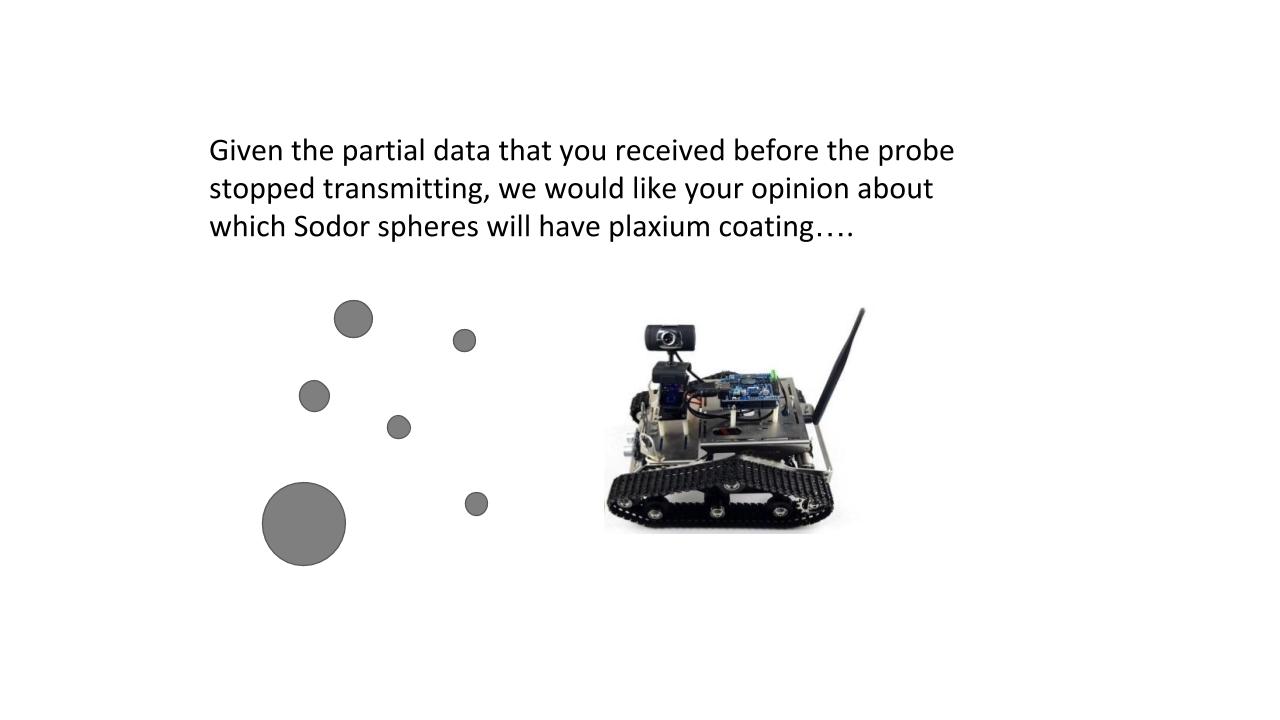 Given the partial data that you received before the probe
stopped transmitting, we would like your opinion about
which Sodor spheres will have plaxium coating….